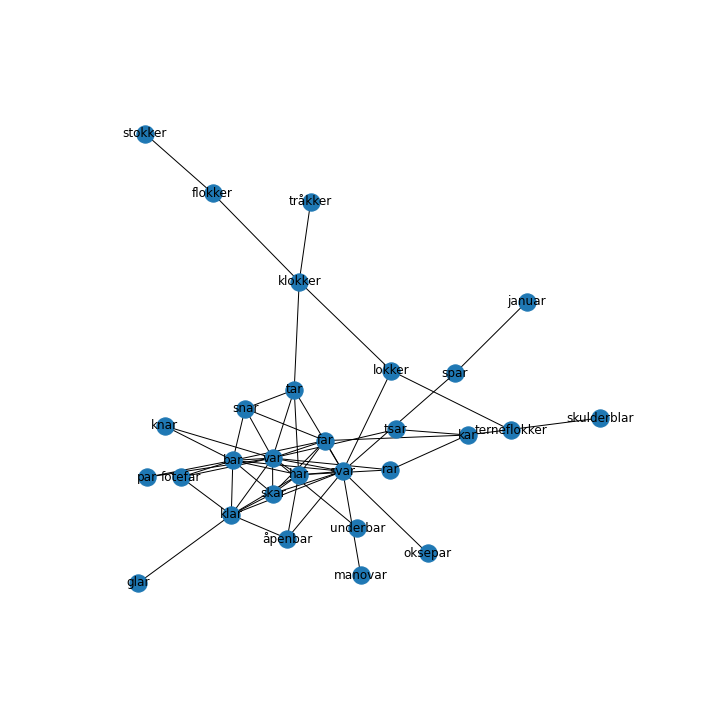 stokker
flokker
tråkker
klokker
januar
lokker
spar
tar
snar
skulderblar
knar
tsar
terneflokker
kar
far
bar
var
svar
rar
har
par
fotefar
skar
klar
underbar
åpenbar
oksepar
manovar
glar